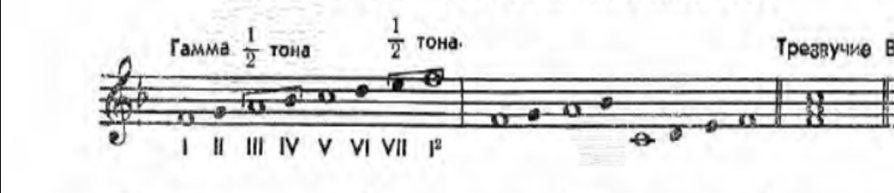 Гамма 1/2 тона 1/2 тона. Трезвучие В
I II III IV V VI VII I²